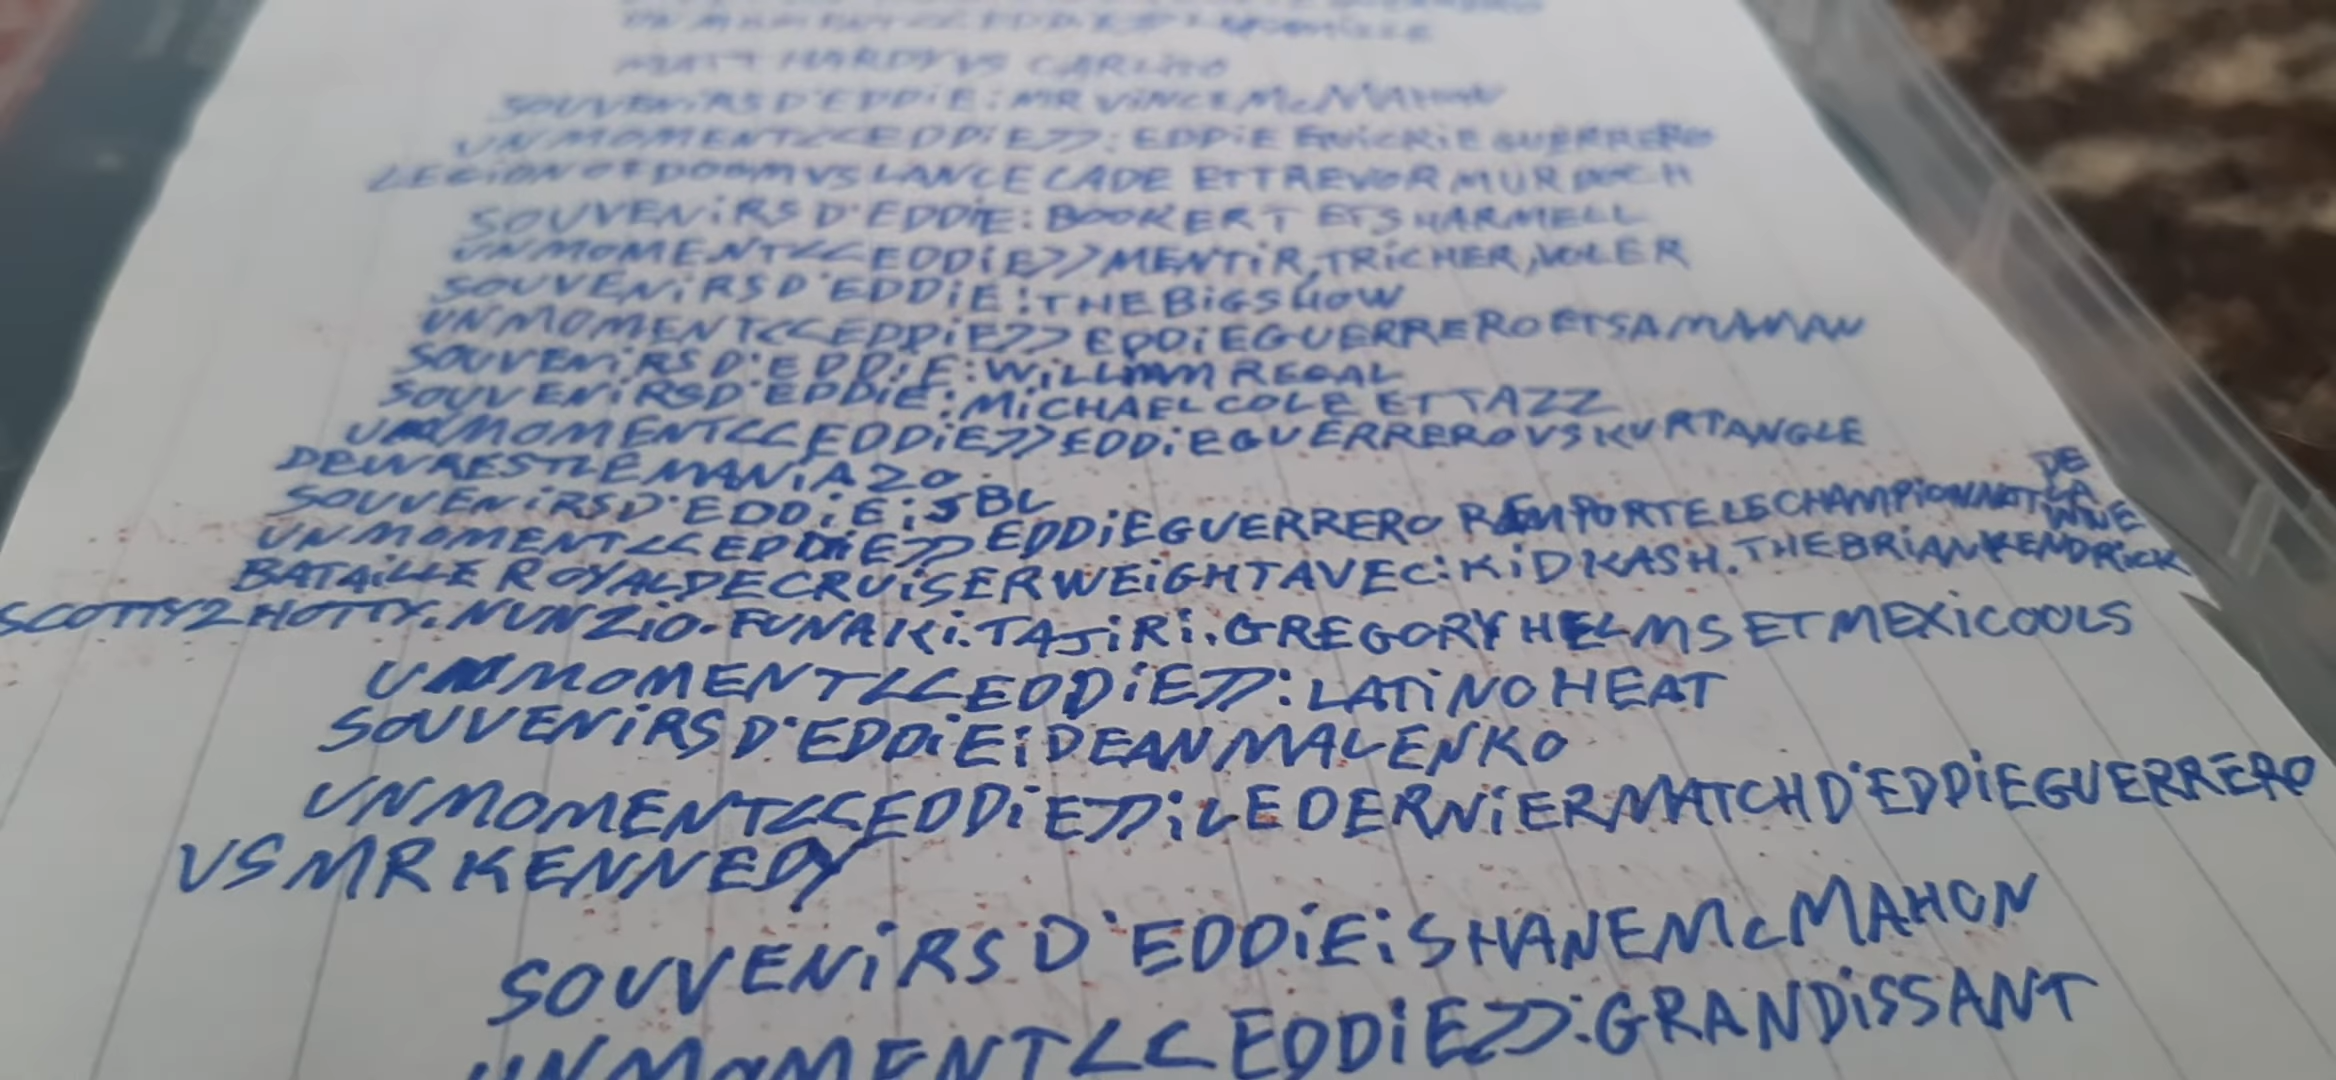 UN MOMENT<<EDDIE>>
MATT HARDY VS CARLITO
SOUVENIRS D'EDDIE: MR VINCE McMAHON
UN MOMENT<<EDDIE>>: EDDIE & VICKIE GUERRERO
LEGION OF DOOM VS LANCE CADE ET TREVOR MURDOCH
SOUVENIRS D'EDDIE: BOOKER T ET SHARMELL
UN MOMENT<<EDDIE>> MENTIR, TRICHER, VOLER
SOUVENIRS D'EDDIE: THE BIG SHOW
UN MOMENT<<EDDIE>> EDDIE GUERRERO ET SA MAMAN
SOUVENIRS D'EDDIE: WILLIAM REGAL
SOUVENIRS D'EDDIE: MICHAEL COLE ET TAZZ
UN MOMENT<<EDDIE>> EDDIE GUERRERO VS KURT ANGLE
DE WRESTLEMANIA 20
SOUVENIRS D'EDDIE: JBL
UN MOMENT<<EDDIE>> EDDIE GUERRERO REMPORTE LE CHAMPIONNAT DE LA WWE
BATAILLE ROYAL DE CRUISERWEIGHT AVEC: KID KASH. THE BRIAN KENDRICK
SCOTTY 2 HOTTY. NUNZIO. FUNAKI. TAJIRI. GREGORY HELMS ET MEXICOOLS
UN MOMENT<<EDDIE>>: LATINO HEAT
SOUVENIRS D'EDDIE: DEAN MALENKO
UN MOMENT<<EDDIE>>: LE DERNIER MATCH D'EDDIE GUERRERO
VS MR KENNEDY
SOUVENIRS D'EDDIE: SHANE McMAHON
UN MOMENT<<EDDIE>>: GRANDISSANT